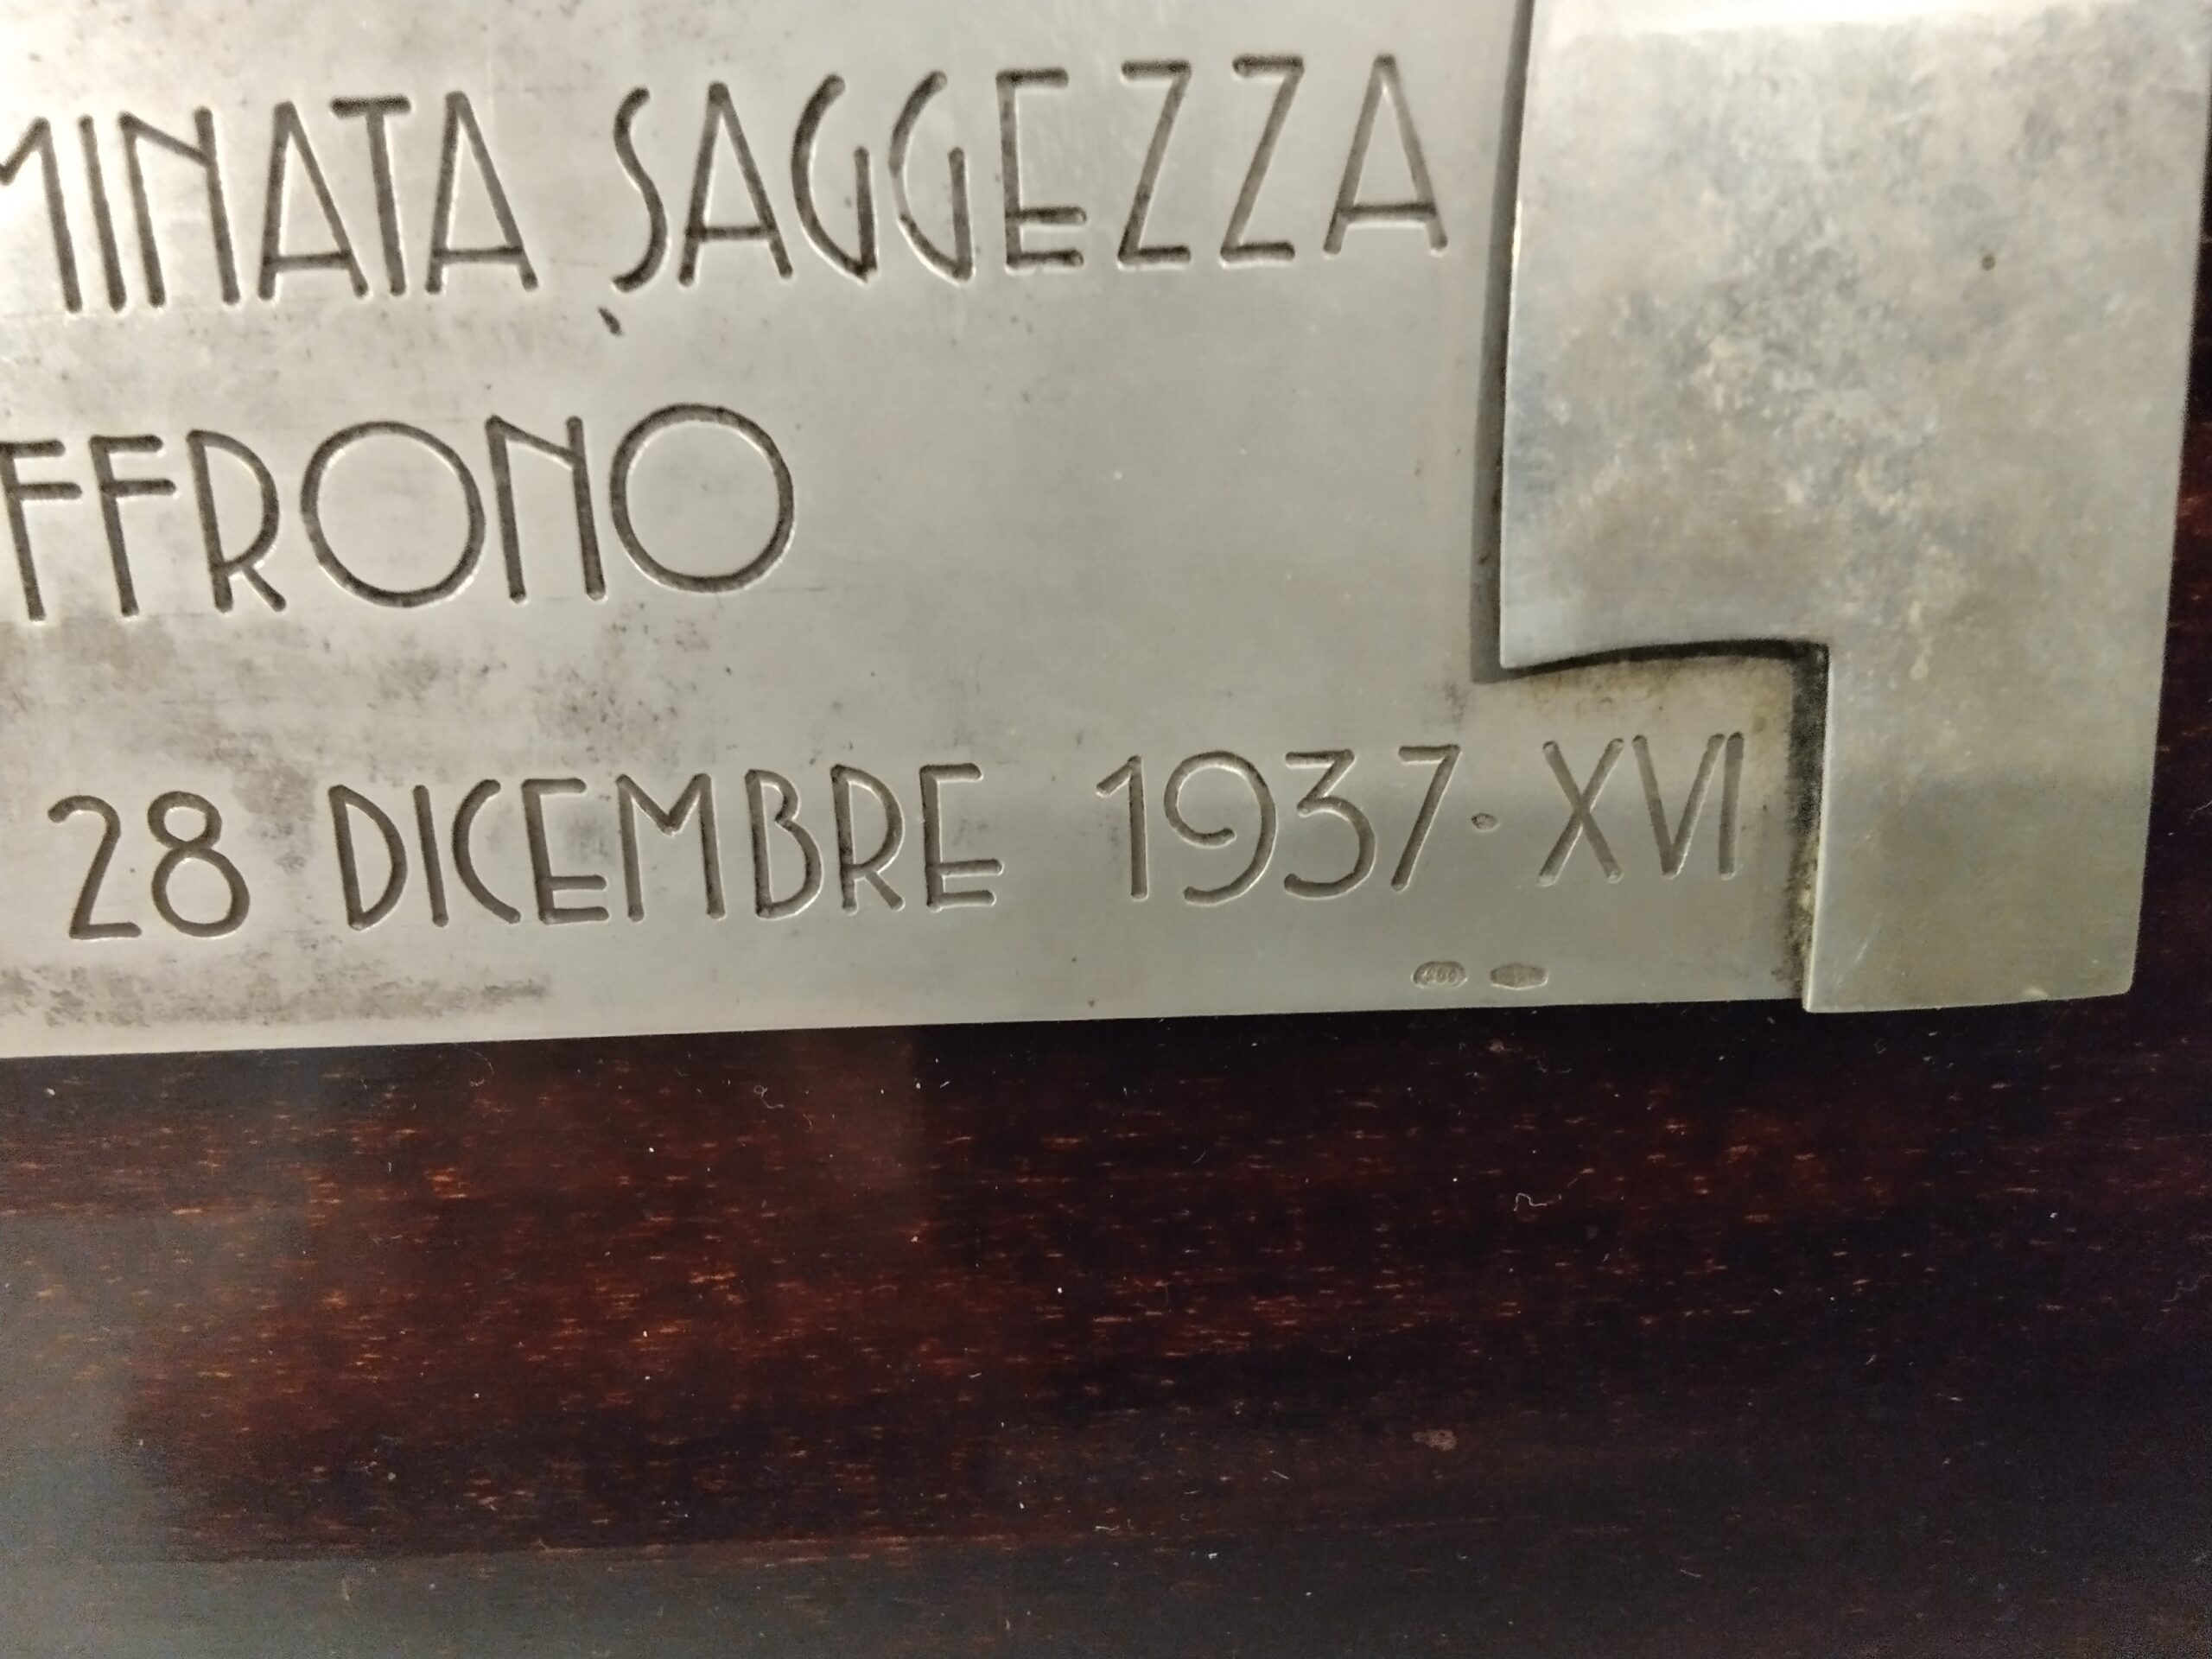 MINATA SAGGEZZA
FFRONO
28 DICEMBRE 1937·XVI